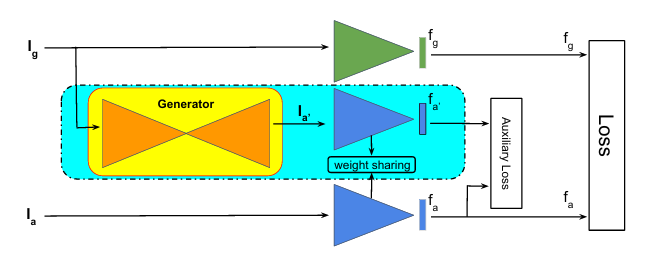 I_g
f_g
f_g
Generator
I_a'
f_a'
weight sharing
Auxiliary Loss
Loss
I_a
f_a
f_a